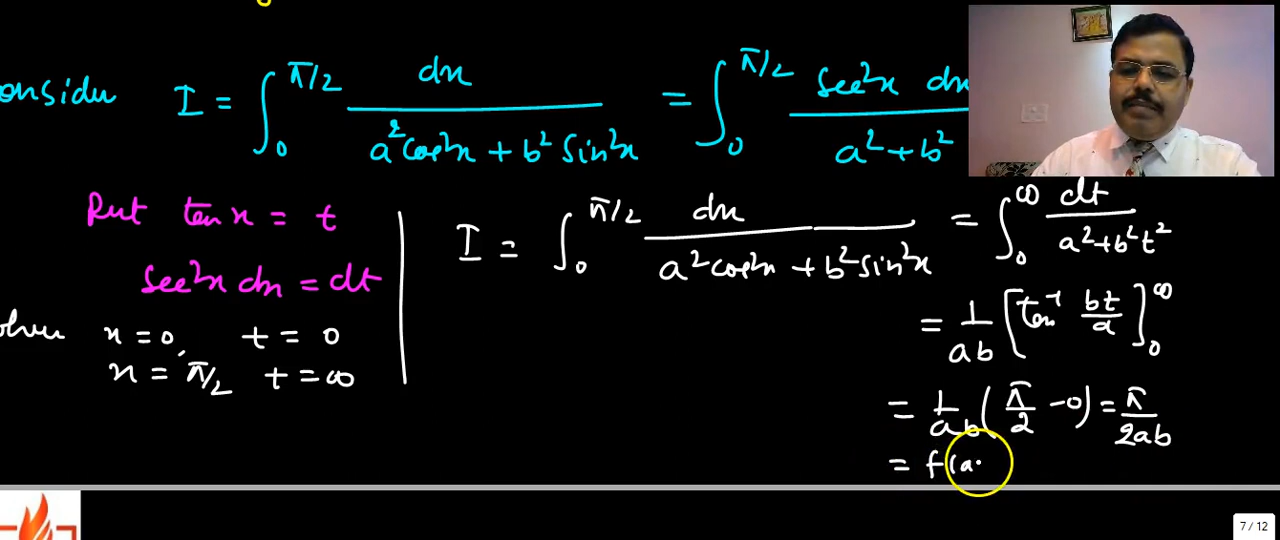 onsider I = ∫₀^π/2 dx / (a²cos²x + b² Sin²x) = ∫₀^π/2 sec²x dx / (a² + b²
Put tan x = t
sec²x dx = dt
when x = 0, t = 0
x = π/2 t = ∞
I = ∫₀^π/2 dx / (a²cos²x + b²sin²x) = ∫₀^∞ dt / (a² + b²t²)
= 1/ab [tan⁻¹ bt/a]₀^∞
= 1/ab (π/2 - 0) = π/2ab
= f(a,
7 / 12